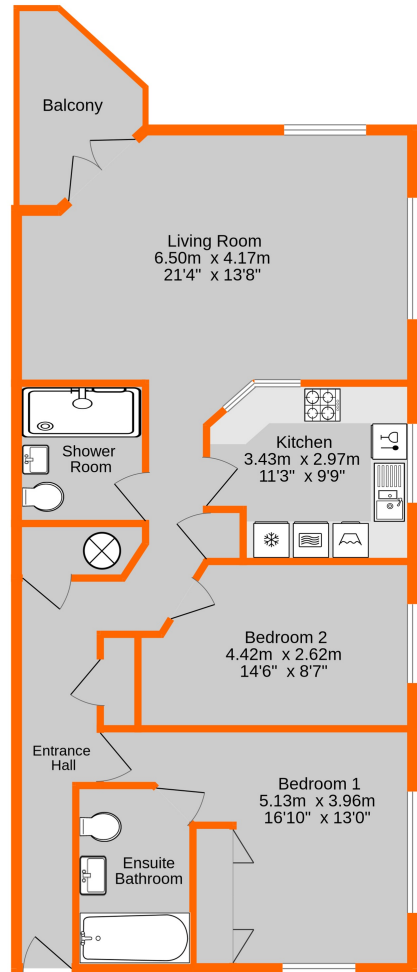 Balcony
Living Room
6.50m x 4.17m
21'4" x 13'8"
Shower
Room
Kitchen
3.43m x 2.97m
11'3" x 9'9"
Bedroom 2
4.42m x 2.62m
14'6" x 8'7"
Entrance
Hall
Bedroom 1
5.13m x 3.96m
16'10" x 13'0"
Ensuite
Bathroom